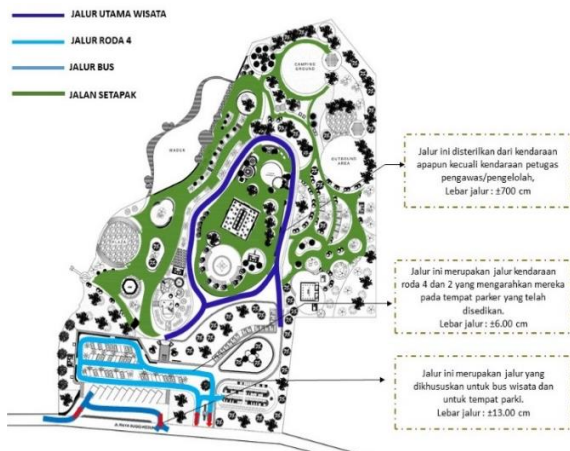 JALUR UTAMA WISATA
JALUR RODA 4
JALUR BUS
JALAN SETAPAK
CAMPING
GROUND
WADUK
OUTBOUND
AREA
Jalur ini disterilkan dari kendaraan
apapun kecuali kendaraan petugas
pengawas/pengelolah,
Lebar jalur : ±700 cm
Jalur ini merupakan jalur kendaraan
roda 4 dan 2 yang mengarahkan mereka
pada tempat parker yang telah
disedikan.
Lebar jalur : ±6.00 cm
Jalur ini merupakan jalur yang
dikhususkan untuk bus wisata dan
untuk tempat parki.
Lebar jalur : ±13.00 cm